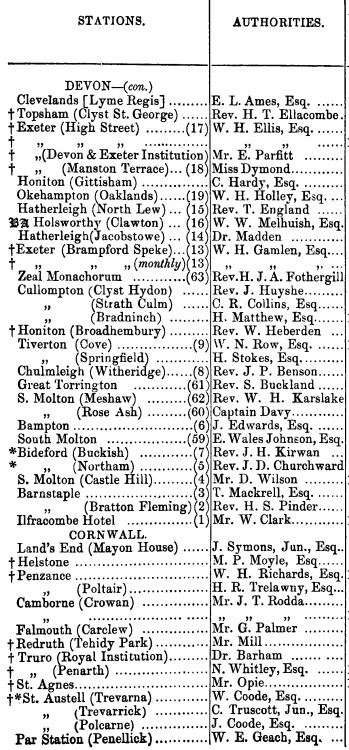 STATIONS. AUTHORITIES.
DEVON—(con.)
Clevelands [Lyme Regis] ......... E. L. Ames, Esq. ......
†Topsham (Clyst St. George) ...... Rev. H. T. Ellacombe.
†Exeter (High Street) .........(17) W. H. Ellis, Esq. ......
† „ „ „ ............... „ „ ......
† „(Devon & Exeter Institution) Mr. E. Parfitt ......
† „ (Manston Terrace)... (18) Miss Dymond............
Honiton (Gittisham) ............... C. Hardy, Esq. .........
Okehampton (Oaklands)......(19) W. H. Holley, Esq. ...
Hatherleigh (North Lew) ... (15) Rev. T. England ......
Holsworthy (Clawton) ... (16) W. W. Melhuish, Esq.
Hatherleigh(Jacobstowe) ... (14) Dr. Madden ............
†Exeter (Brampford Speke)...(13) W. H. Gamlen, Esq....
† „ „ „ (monthly)(13) „ „ „ ...
Zeal Monachorum ............(63) Rev.H. J. A. Fothergill
Cullompton (Clyst Hydon) ...... Rev. J. Huyshe.........
„ (Strath Culm) ...... C. R. Collins, Esq......
„ (Bradninch) ......... H. Matthew, Esq.......
†Honiton (Broadhembury) ......... Rev. W. Heberden ...
Tiverton (Cove) ..................(9) W. N. Row, Esq. ......
„ (Springfield) ............... H. Stokes, Esq. .........
Chulmleigh (Witheridge)......(8) Rev. J. P. Benson......
Great Torrington .........(61) Rev. S. Buckland ......
S. Molton (Meshaw) .........(62) Rev. W. H. Karslake
„ (Rose Ash) .........(60) Captain Davy............
Bampton ........................(6) J. Edwards, Esq. ......
South Molton ..................(59) E. Wales Johnson, Esq.
*Bideford (Buckish) ............(7) Rev. J. H. Kirwan ...
* „ (Northam) ............(5) Rev. J. D. Churchward
S. Molton (Castle Hill).........(4) Mr. D. Wilson .........
Barnstaple .....................(3) T. Mackrell, Esq. ......
„ (Bratton Fleming)(2) Rev. H. S. Pinder......
Ilfracombe Hotel ...............(1) Mr. W. Clark............
CORNWALL.
Land's End (Mayon House) ...... J. Symons, Jun., Esq..
†Helstone ........................... M. P. Moyle, Esq.......
†Penzance ........................... W. H. Richards, Esq.
„ (Poltair) ..................... H. R. Trelawny, Esq...
Camborne (Crowan) ............... Mr. J. T. Rodda.........
„ „ .................. „ „ „ ......
Falmouth (Carclew) ............... Mr. G. Palmer .........
†Redruth (Tehidy Park)............ Mr. Mill ...............
†Truro (Royal Institution)......... Dr. Barham ............
† „ (Penarth) ..................... N. Whitley, Esq. ......
†St. Agnes........................... Mr. Opie..................
†*St. Austell (Trevarna) ............ W. Coode, Esq. .........
„ (Trevarrick) ......... C. Truscott, Jun., Esq.
„ (Polcarne) ............ J. Coode, Esq. .........
Par Station (Penellick) ............ W. E. Geach, Esq. ...